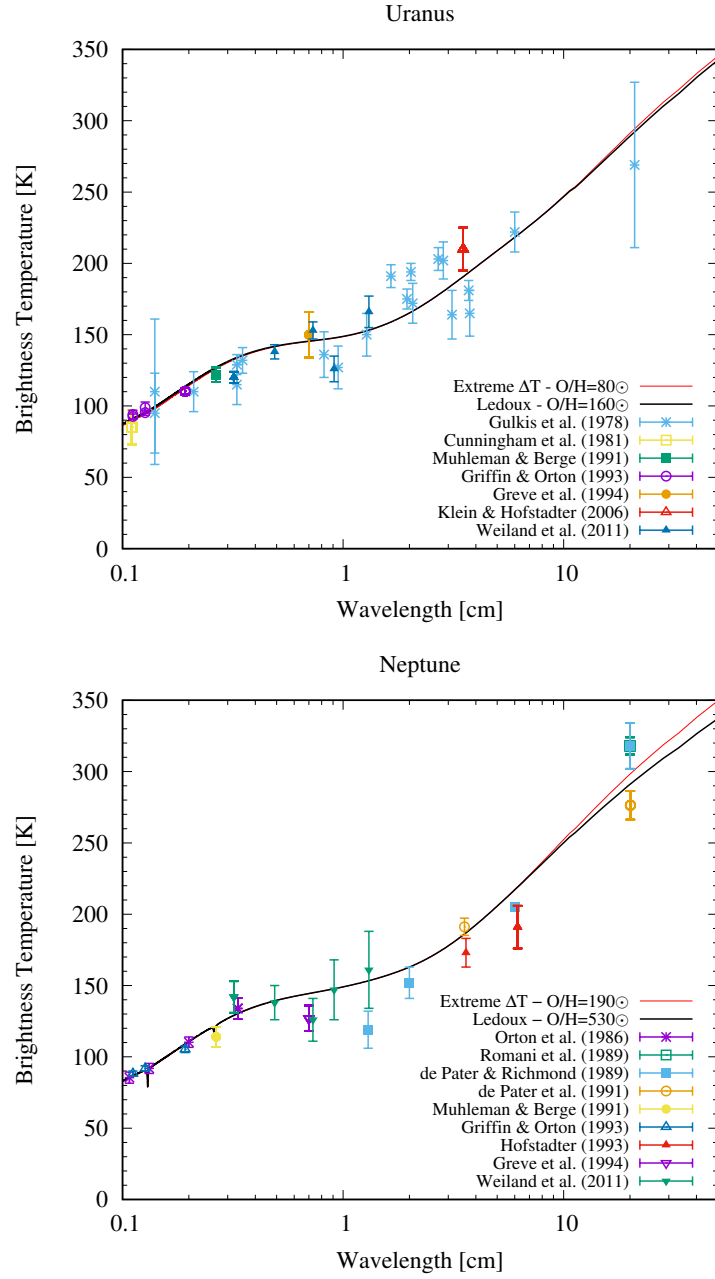 Uranus
350
300
250
200
150
100
50
0
Brightness Temperature [K]
Extreme ΔT - O/H=80☉
Ledoux - O/H=160☉
Gulkis et al. (1978)
Cunningham et al. (1981)
Muhleman & Berge (1991)
Griffin & Orton (1993)
Greve et al. (1994)
Klein & Hofstadter (2006)
Weiland et al. (2011)
0.1 1 10
Wavelength [cm]
Neptune
350
300
250
200
150
100
50
0
Brightness Temperature [K]
Extreme ΔT – O/H=190☉
Ledoux – O/H=530☉
Orton et al. (1986)
Romani et al. (1989)
de Pater & Richmond (1989)
de Pater et al. (1991)
Muhleman & Berge (1991)
Griffin & Orton (1993)
Hofstadter (1993)
Greve et al. (1994)
Weiland et al. (2011)
0.1 1 10
Wavelength [cm]